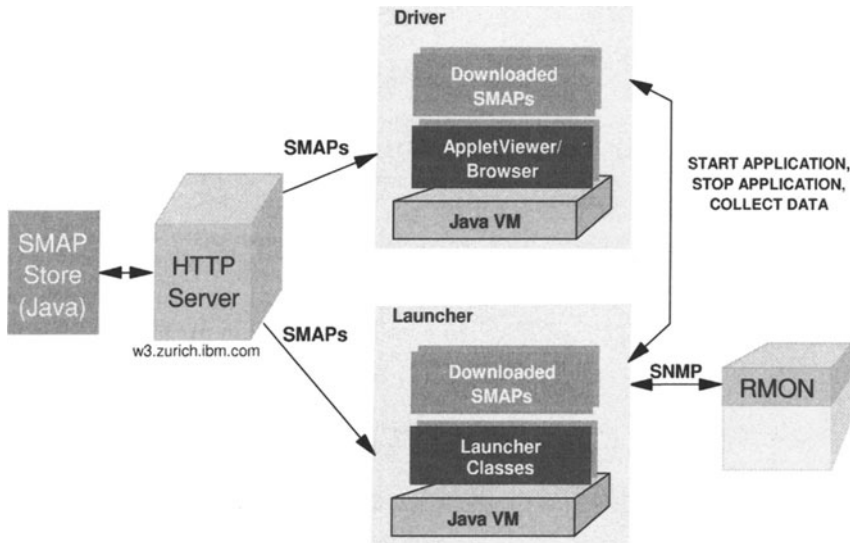 Driver
Downloaded
SMAPs
AppletViewer/
Browser
Java VM
SMAPs
START APPLICATION,
STOP APPLICATION,
COLLECT DATA
SMAP
Store
(Java)
HTTP
Server
w3.zurich.ibm.com
SMAPs
Launcher
Downloaded
SMAPs
Launcher
Classes
Java VM
SNMP
RMON